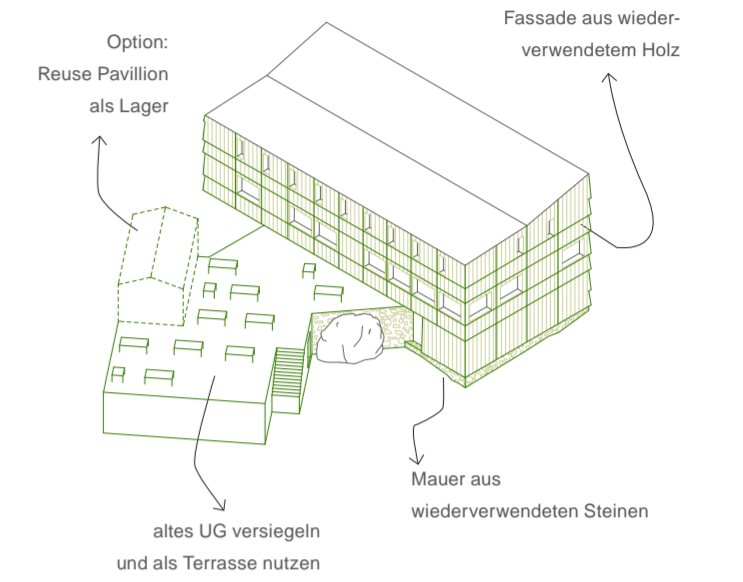 Fassade aus wieder-
verwendetem Holz
Option:
Reuse Pavillion
als Lager
Mauer aus
wiederverwendeten Steinen
altes UG versiegeln
und als Terrasse nutzen